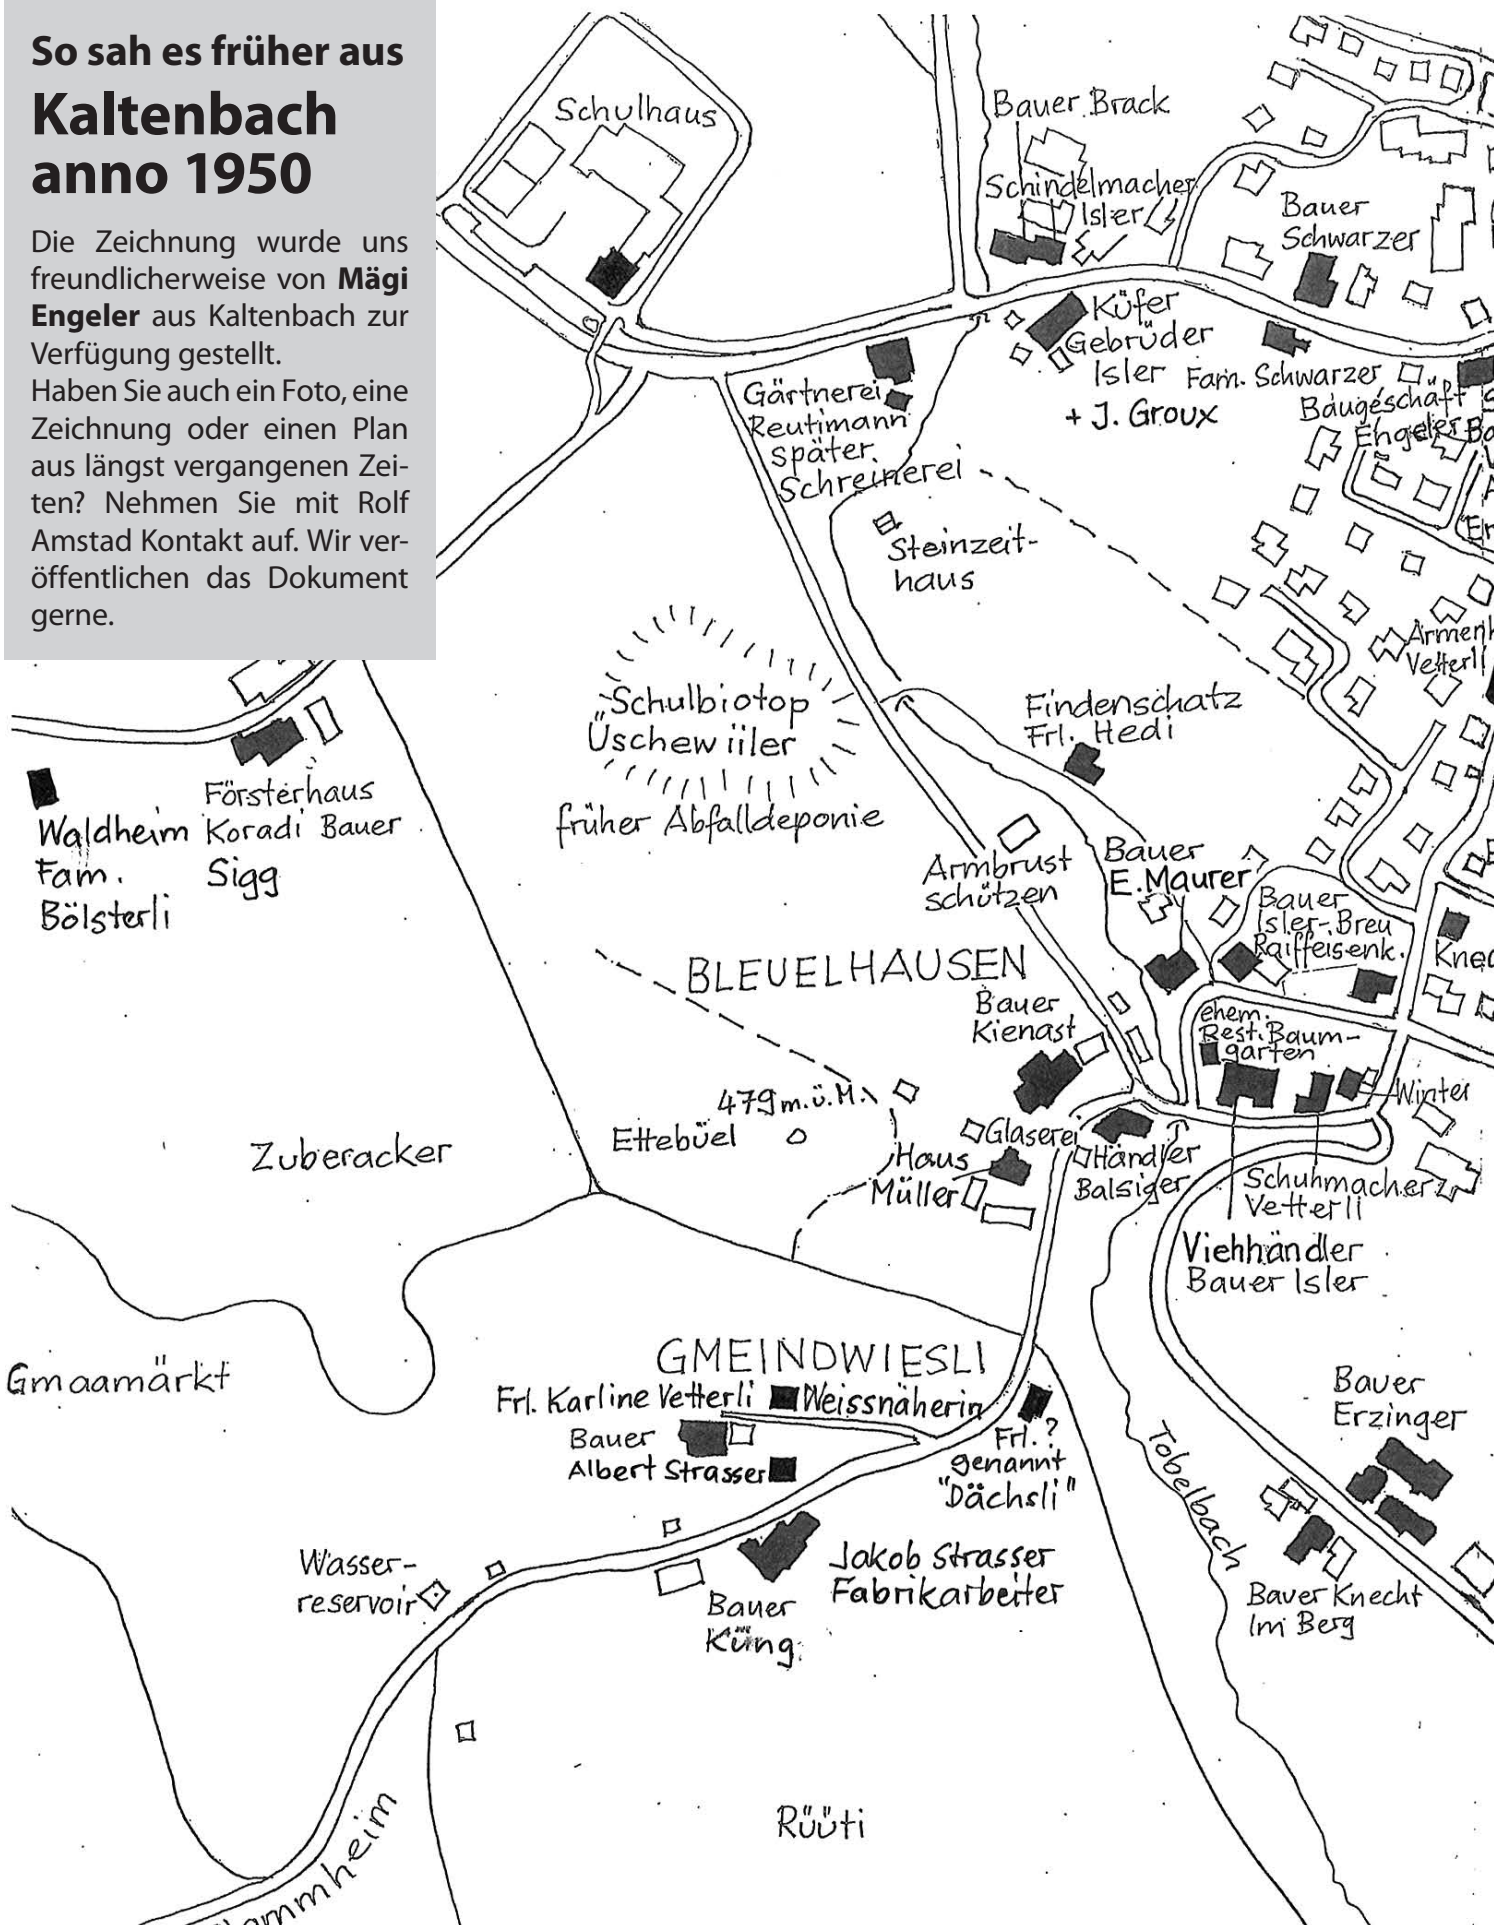 So sah es früher aus
Kaltenbach
anno 1950
Die Zeichnung wurde uns
freundlicherweise von Mägi
Engeler aus Kaltenbach zur
Verfügung gestellt.
Haben Sie auch ein Foto, eine
Zeichnung oder einen Plan
aus längst vergangenen Zei-
ten? Nehmen Sie mit Rolf
Amstad Kontakt auf. Wir ver-
öffentlichen das Dokument
gerne.
Schulhaus
Bauer Brack
Schindelmacher
Isler
Bauer
Schwarzer
Küfer
Gebrüder
Isler
+ J. Groux
Fam. Schwarzer
Baugeschäft
Engeler
Gärtnerei
Reutimann
später
Schreinerei
Steinzeit-
haus
Vetterli
Schulbiotop
Üschewiiler
früher Abfalldeponie
Findenschatz
Frl. Hedi
Waldheim
Fam.
Bölsterli
Försterhaus
Koradi Bauer
Sigg
Armbrust
schützen
Bauer
E. Maurer
Bauer
Isler-Breu
Raiffeisenk.
BLEUELHAUSEN
Bauer
Kienast
ehem.
Rest. Baum-
garten
Winter
479 m.ü.M.
Ettebüel
Zuberacker
Glaserei
Haus
Müller
Händler
Balsiger
Schuhmacher
Vetterli
Viehhändler
Bauer Isler
Gmaamärkt
GMEINDWIESLI
Frl. Karline Vetterli Weissnäherin
Bauer
Albert Strasser
Frl. ?
genannt
"Dächsli"
Bauer
Erzinger
Tobelbach
Wasser-
reservoir
Jakob Strasser
Fabrikarbeiter
Bauer
Küng
Bauer Knecht
Im Berg
Rüüti